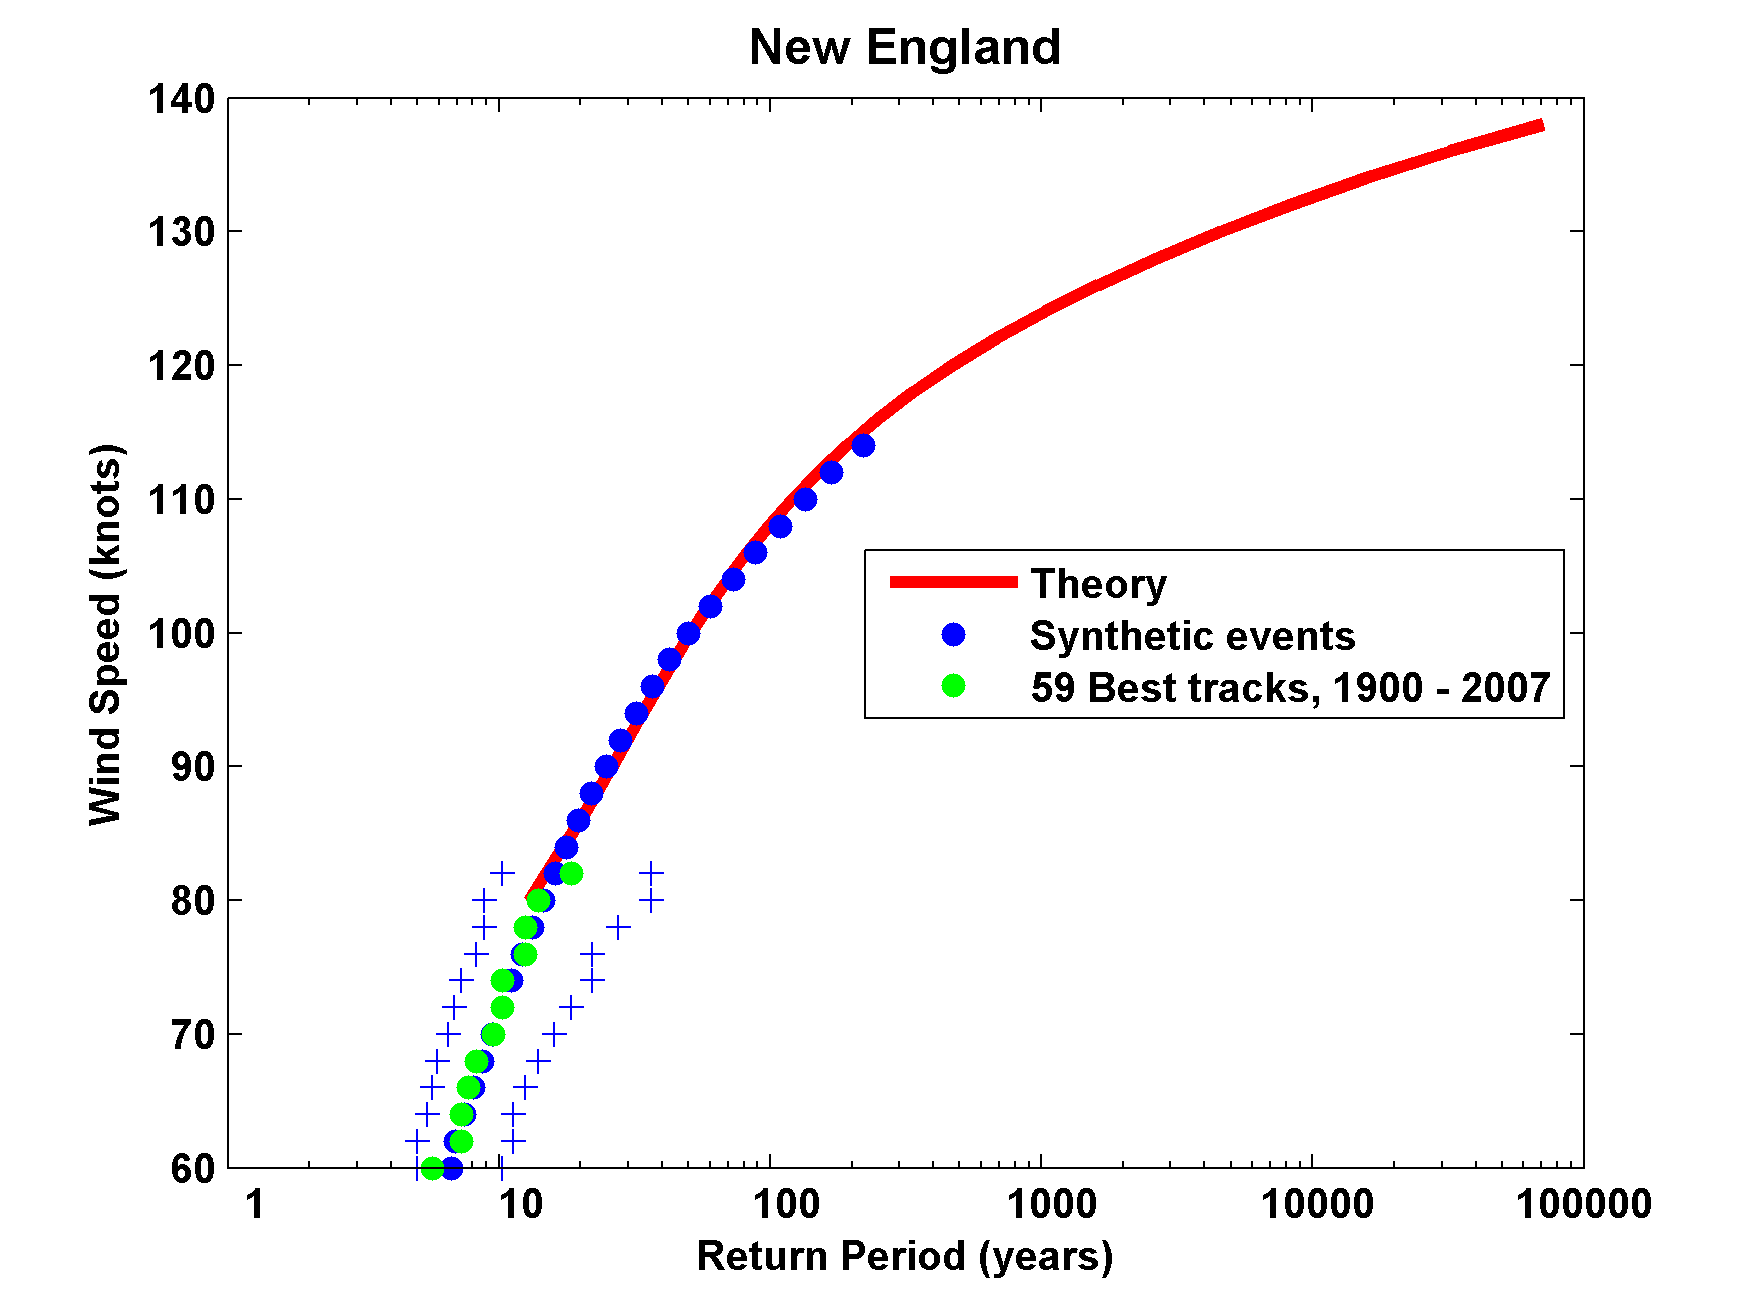 New England
140
130
120
110
100
90
80
70
60
Wind Speed (knots)
Theory
Synthetic events
59 Best tracks, 1900 - 2007
1 10 100 1000 10000 100000
Return Period (years)